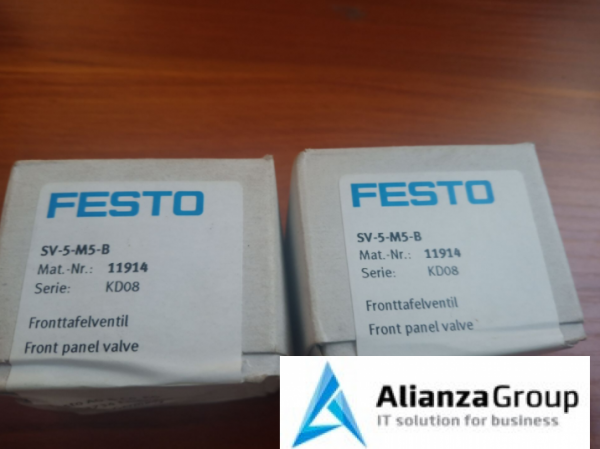 FESTO
SV-5-M5-B
Mat.-Nr.: 11914
Serie: KD08
Fronttafelventil
Front panel valve
FESTO
SV-5-M5-B
Mat.-Nr.: 11914
Serie: KD08
Fronttafelventil
Front panel valve
AlianzaGroup
IT solution for business